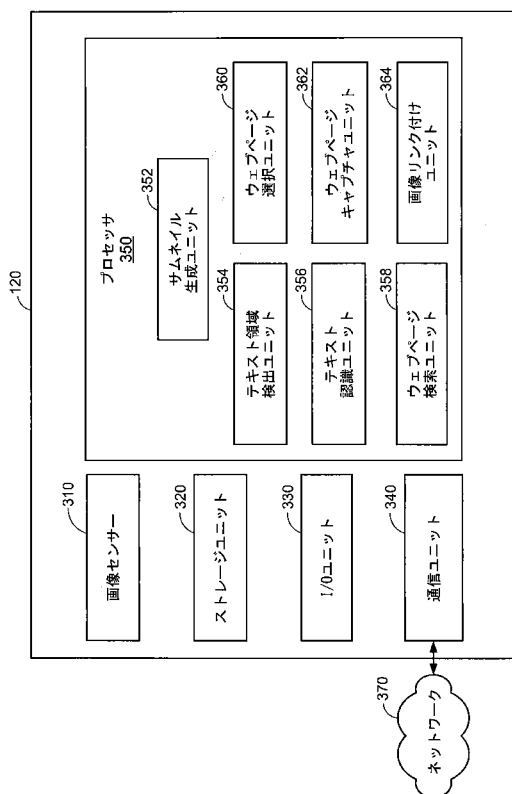 120
310
画像センサー
320
ストレージユニット
330
I/Oユニット
340
通信ユニット
370
ネットワーク
プロセッサ
350
352
サムネイル
生成ユニット
354
テキスト領域
検出ユニット
356
テキスト
認識ユニット
358
ウェブページ
検索ユニット
360
ウェブページ
選択ユニット
362
ウェブページ
キャプチャユニット
364
画像リンク付け
ユニット